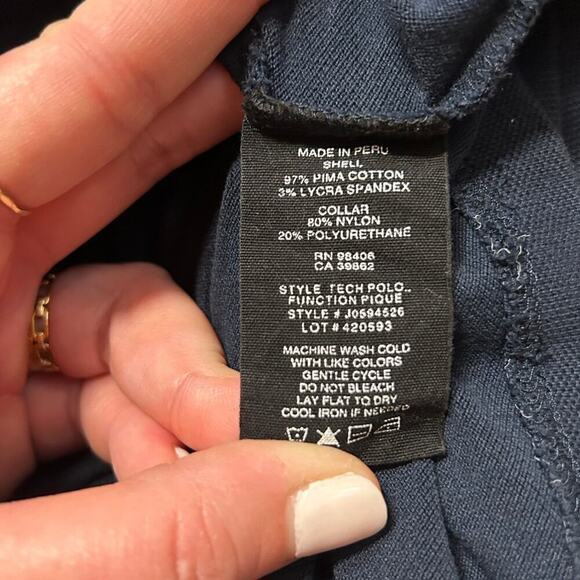 MADE IN PERU
SHELL
97% PIMA COTTON
3% LYCRA SPANDEX
COLLAR
80% NYLON
20% POLYURETHANE
RN 98406
CA 39862
STYLE TECH POLO_
FUNCTION PIQUE
STYLE # J0594526
LOT # 420593
MACHINE WASH COLD
WITH LIKE COLORS
GENTLE CYCLE
DO NOT BLEACH
LAY FLAT TO DRY
COOL IRON IF NEEDED